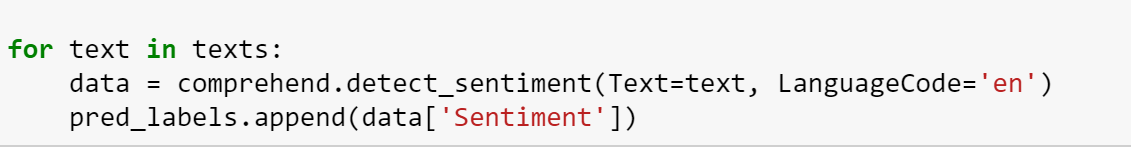 for text in texts:
    data = comprehend.detect_sentiment(Text=text, LanguageCode='en')
    pred_labels.append(data['Sentiment'])